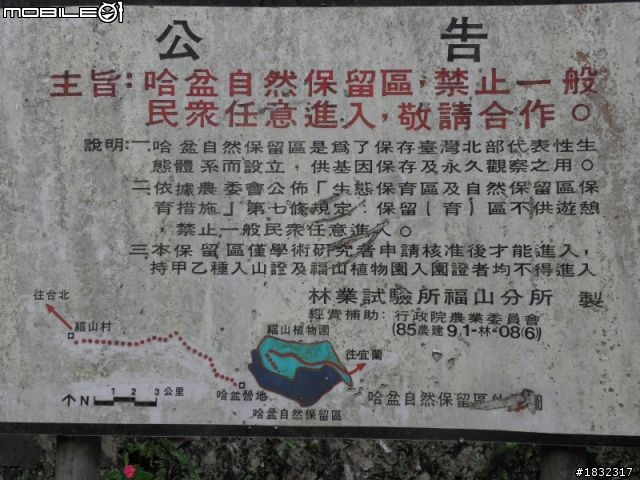 MOBILE01
公告
主旨:哈盆自然保留區,禁止一般
民衆任意進入,敬請合作。
說明:一.哈盆自然保留區是爲了保存臺灣北部代表性生
態體系而設立,供基因保存及永久觀察之用。
二.依據農委會公佈「生態保育區及自然保留區保
育措施」第七條規定:保留(育)區不供遊憩
,禁止一般民衆任意進入。
三.本保留區僅學術研究者申請核准後才能進入,
持甲乙種入山證及福山植物園入園證者均不得進入
林業試驗所福山分所 製
經費補助:行政院農業委員會
(85農建9.1-林-08(6)
往台北
福山村
福山植物園
往宜蘭
N 1 2 3公里
哈盆營地
哈盆自然保留區
哈盆自然保留區 圖
#1832317